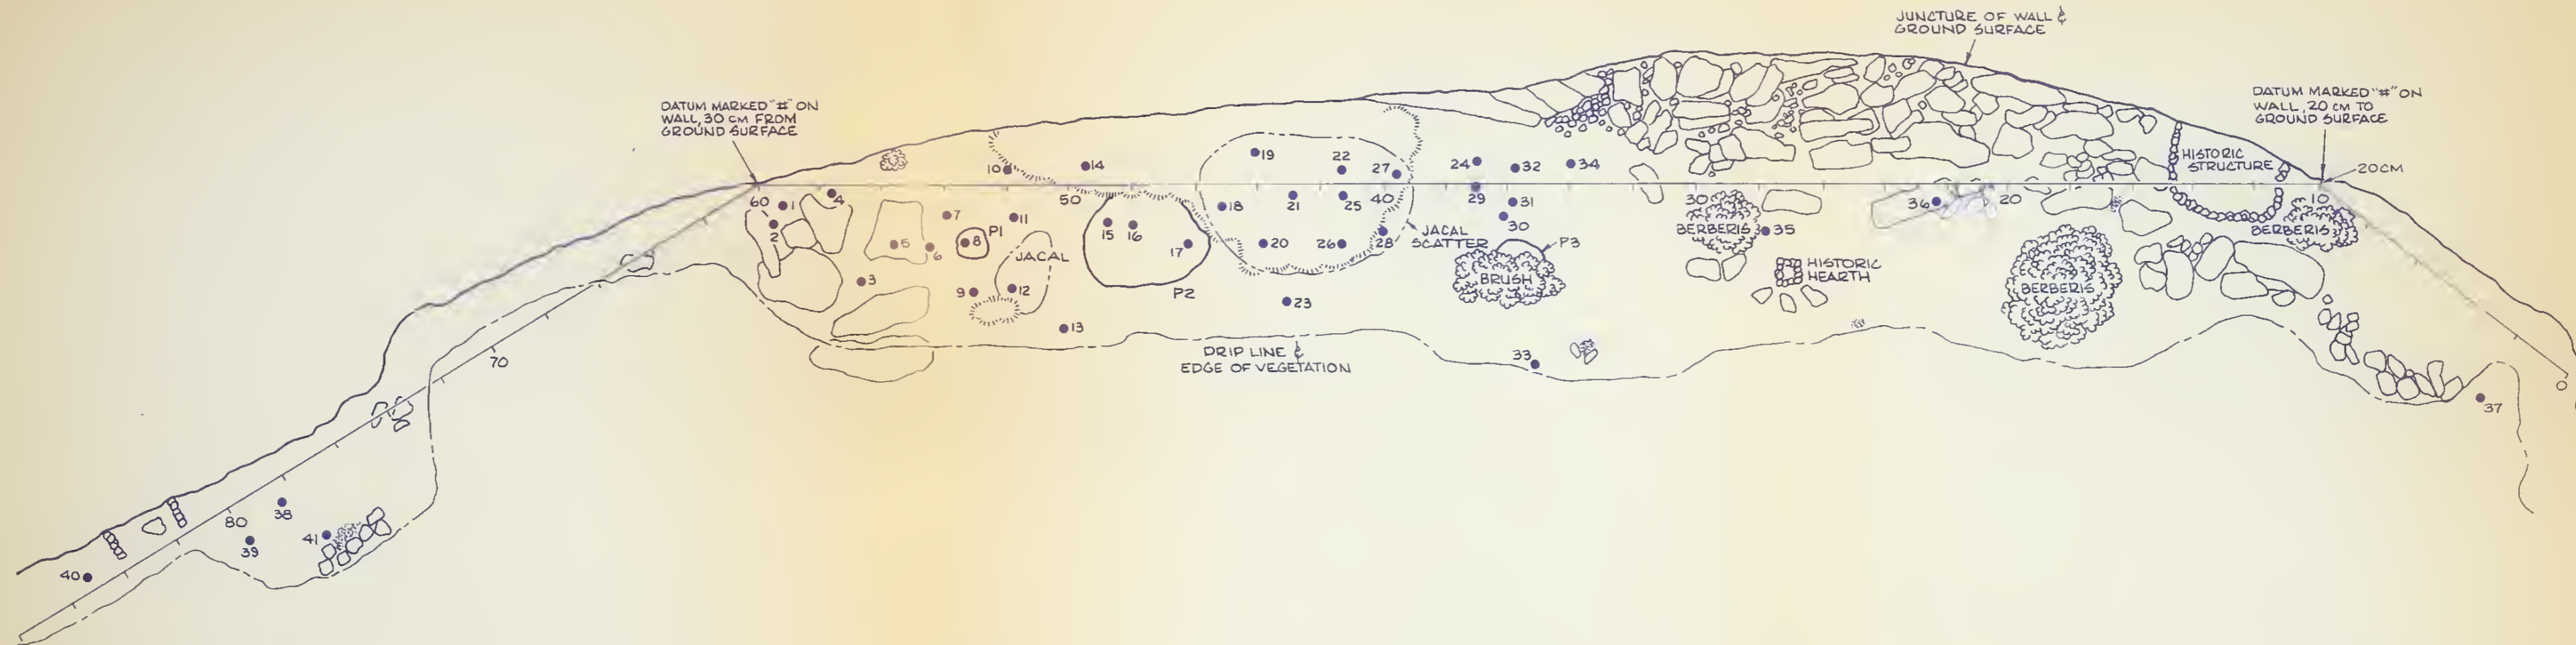 JUNCTURE OF WALL &
GROUND SURFACE
DATUM MARKED "#" ON
WALL, 30 CM FROM
GROUND SURFACE
DATUM MARKED "#" ON
WALL, 20 CM TO
GROUND SURFACE
20CM
HISTORIC
STRUCTURE
19
22
27
24
32
34
10
14
60
1
4
50
18
21
25
40
29
31
30
36
20
10
2
7
11
15
16
30
BERBERIS
35
BERBERIS
5
6
8
P1
JACAL
17
20
26
28
JACAL
SCATTER
30
P3
3
9
12
P2
23
BRUSH
HISTORIC
HEARTH
BERBERIS
13
DRIP LINE &
EDGE OF VEGETATION
33
70
0
37
80
38
39
41
40